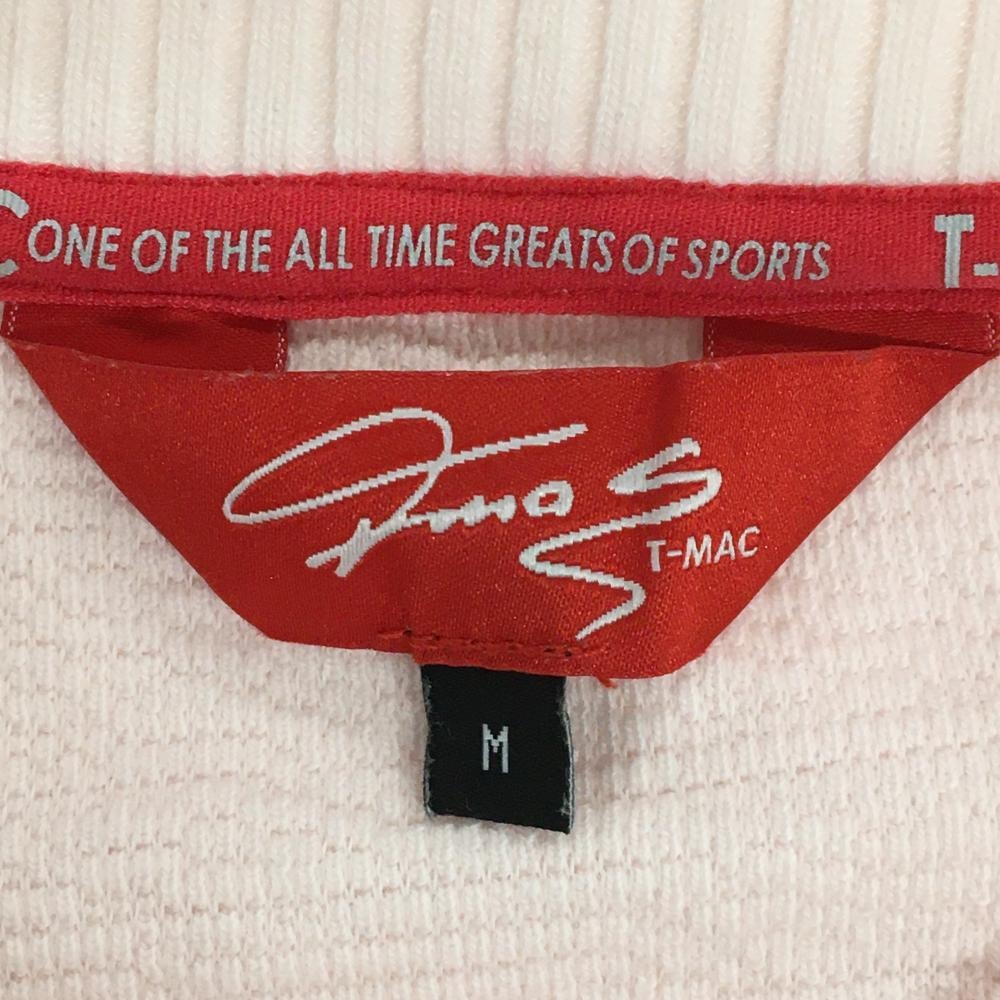 C ONE OF THE ALL TIME GREATS OF SPORTS T-
T-MAC
M